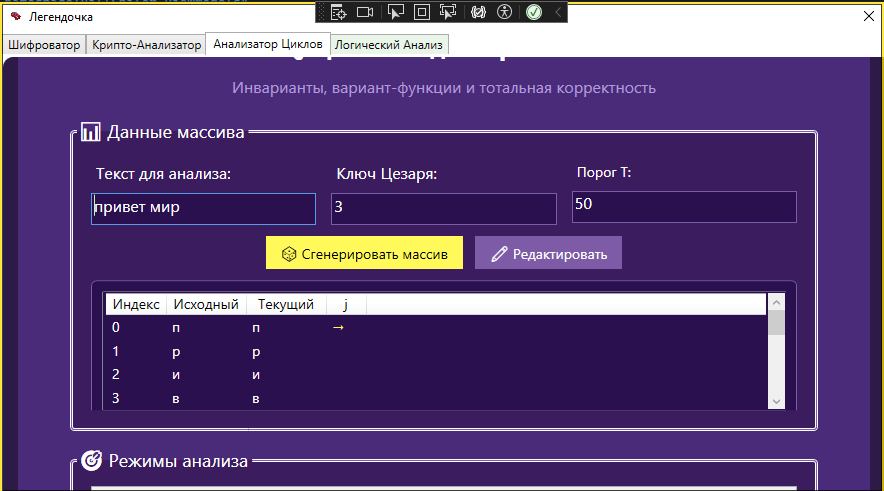 Легендочка
Шифроватор Крипто-Анализатор Анализатор Циклов Логический Анализ
Инварианты, вариант-функции и тотальная корректность
Данные массива
Текст для анализа: Ключ Цезаря: Порог T:
привет мир 3 50
Сгенерировать массив Редактировать
Индекс Исходный Текущий j
0 п п →
1 р р
2 и и
3 в в
Режимы анализа